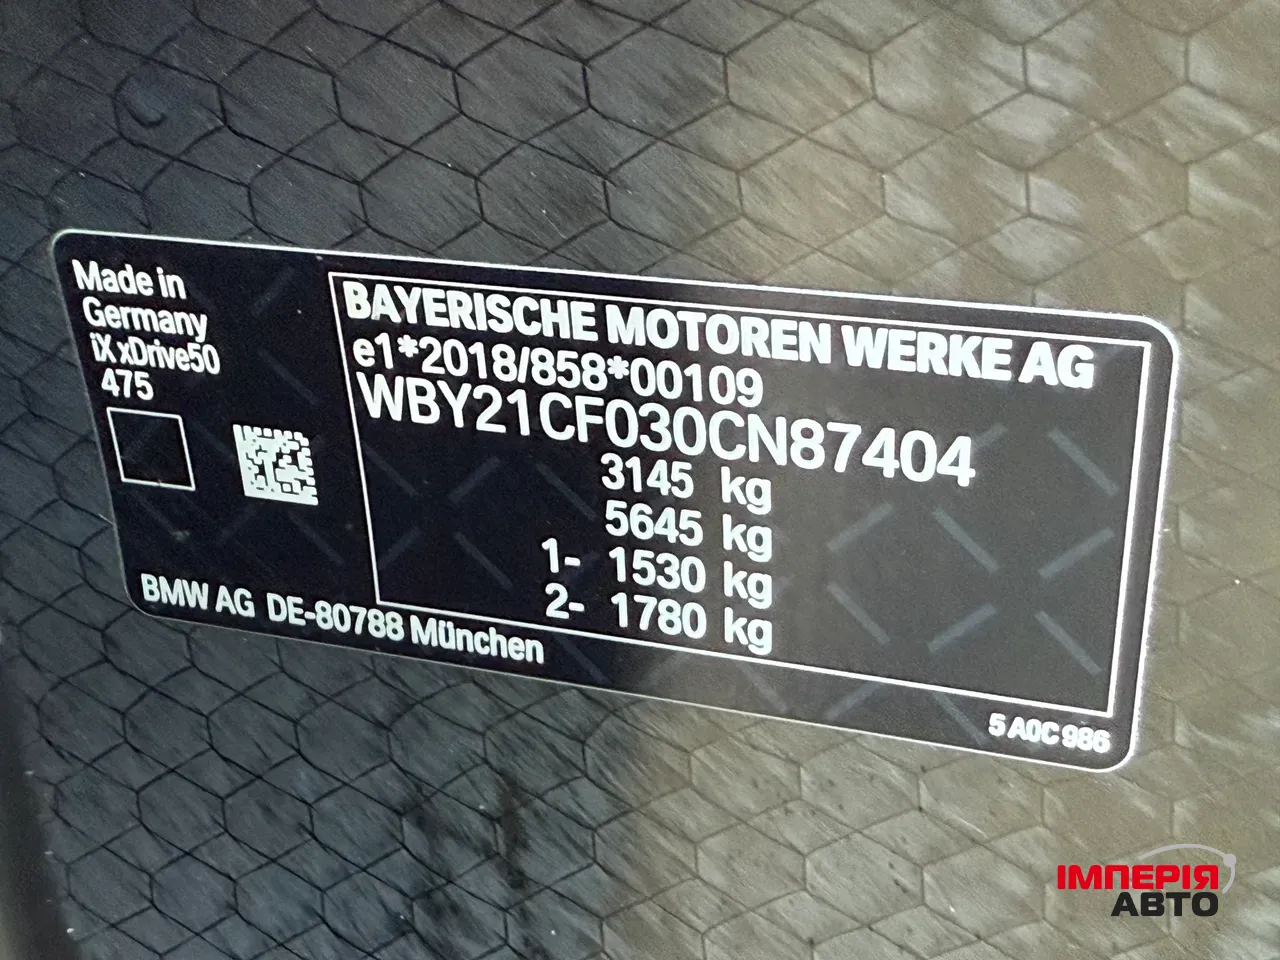 Made in
Germany
iX xDrive50
475
BAYERISCHE MOTOREN WERKE AG
e1*2018/858*00109
WBY21CF030CN87404
3145 kg
5645 kg
1- 1530 kg
2- 1780 kg
BMW AG DE-80788 München
5 A0C 986
ІМПЕРІЯ
АВТО